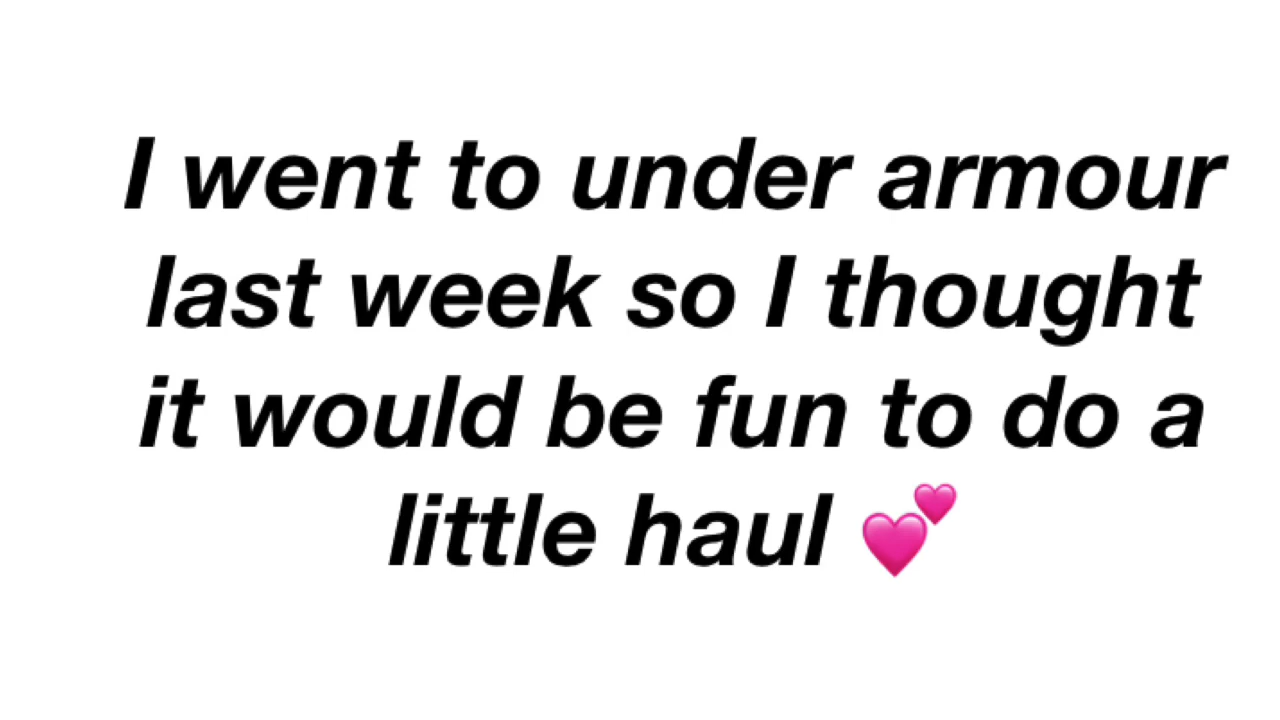 I went to under armour
last week so I thought
it would be fun to do a
little haul 💕